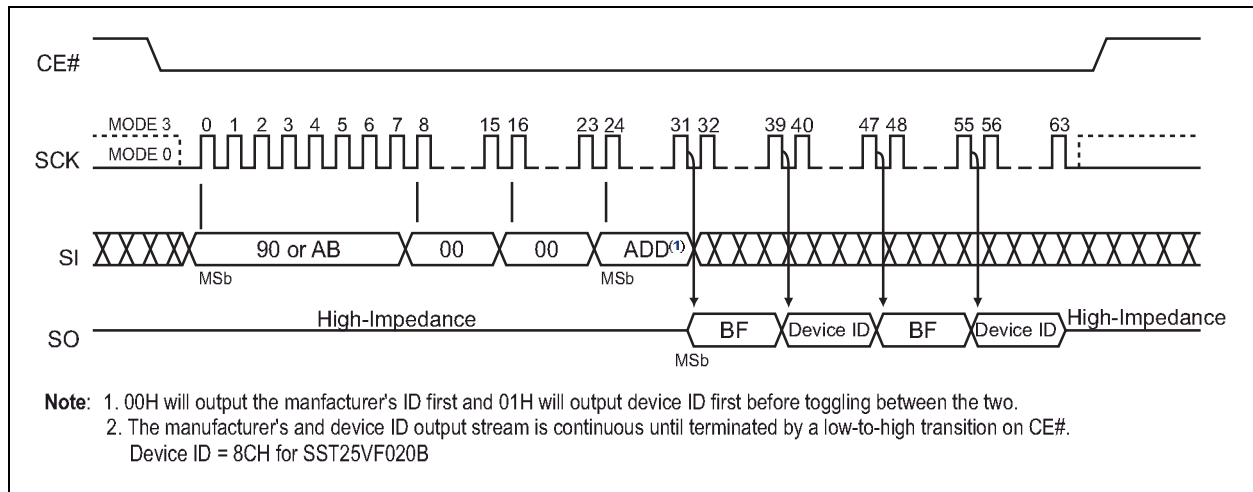 CE#
MODE 3 0 1 2 3 4 5 6 7 8 15 16 23 24 31 32 39 40 47 48 55 56 63
SCK MODE 0
SI 90 or AB 00 00 ADD(1)
MSb MSb
High-Impedance BF Device ID BF Device ID High-Impedance
SO
MSb
Note: 1. 00H will output the manfacturer's ID first and 01H will output device ID first before toggling between the two.
2. The manufacturer's and device ID output stream is continuous until terminated by a low-to-high transition on CE#.
Device ID = 8CH for SST25VF020B